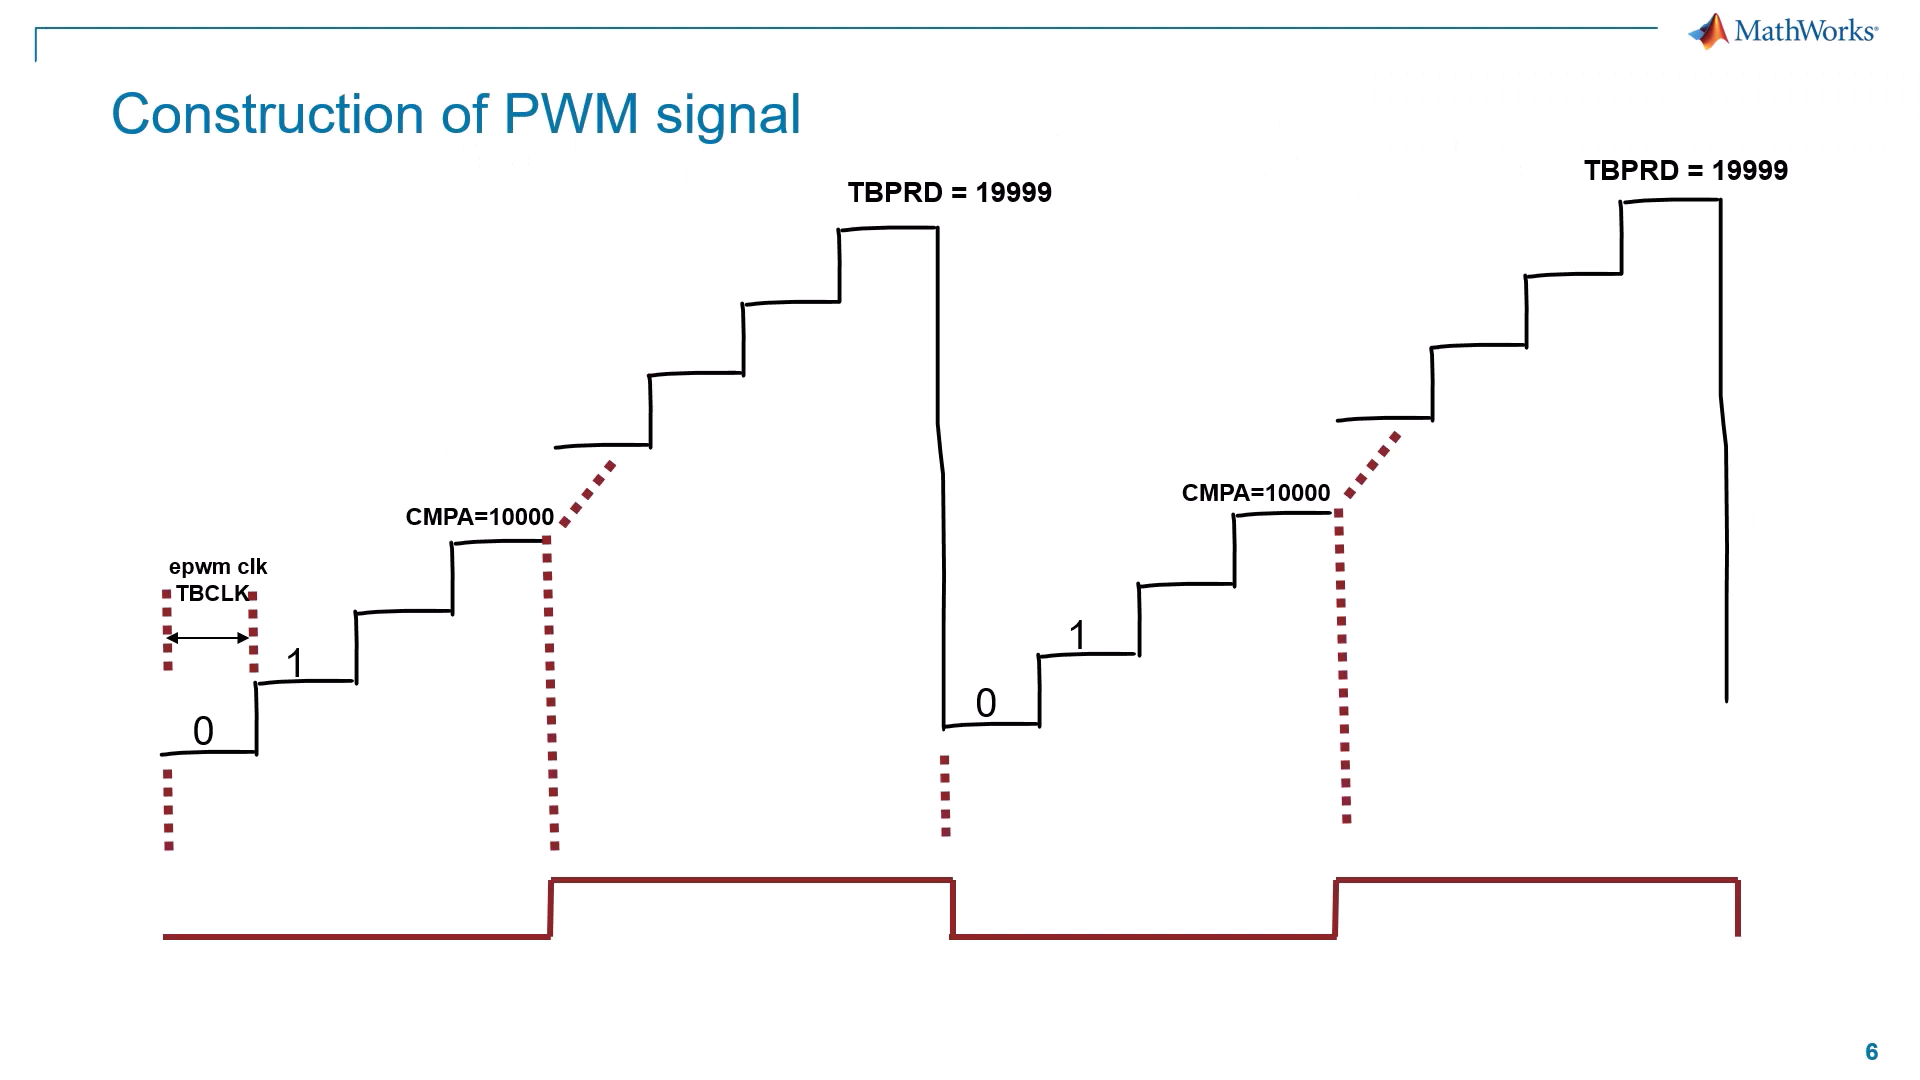 MathWorks®
Construction of PWM signal
TBPRD = 19999
TBPRD = 19999
CMPA=10000
CMPA=10000
epwm clk
TBCLK
1
0
1
0
6